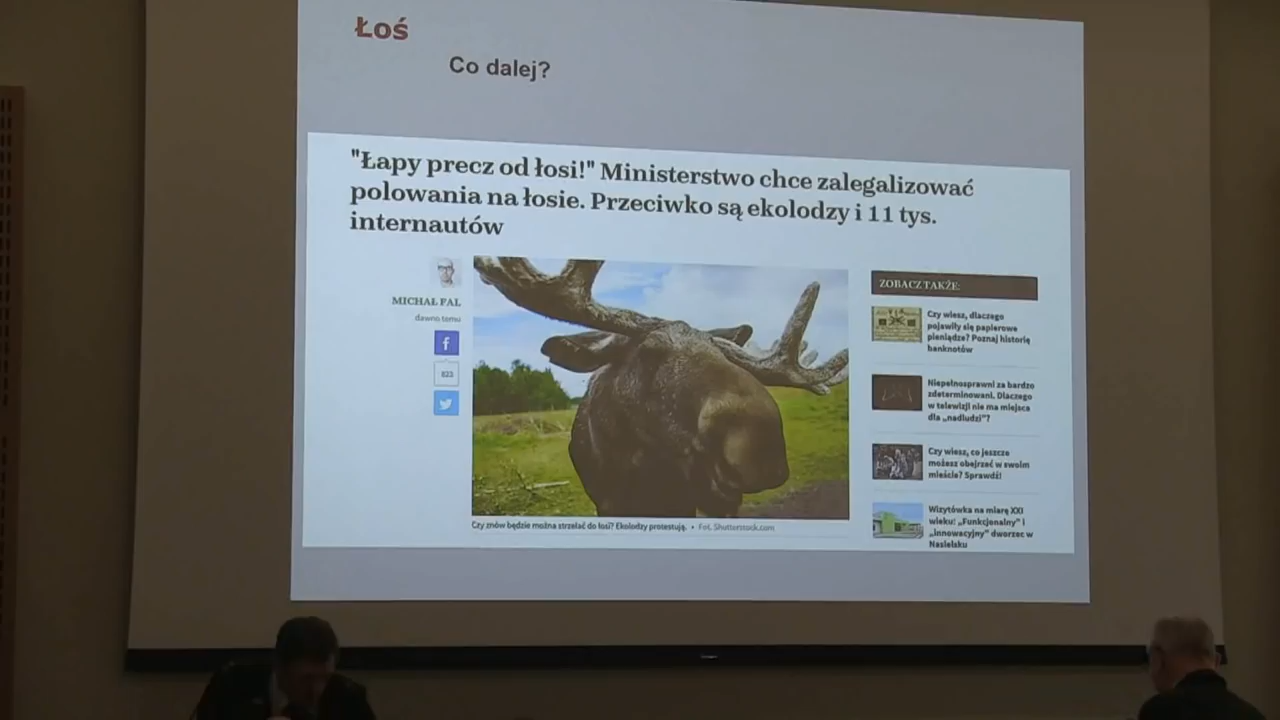 Łoś
Co dalej?
"Łapy precz od łosi!" Ministerstwo chce zalegalizować
polowania na łosie. Przeciwko są ekolodzy i 11 tys.
internautów
MICHAŁ FAL
dawno temu
f
823
Czy znów będzie można strzelać do łosi? Ekolodzy protestują. • Fot. Shutterstock.com
ZOBACZ TAKŻE:
Czy wiesz, dlaczego
pojawiły się papierowe
pieniądze? Poznaj historię
banknotów
Niepełnosprawni za bardzo
zdeterminowani. Dlaczego
w telewizji nie ma miejsca
dla „nadludzi"?
Czy wiesz, co jeszcze
możesz obejrzeć w swoim
mieście? Sprawdź!
Wizytówka na miarę XXI
wieku: „Funkcjonalny" i
„innowacyjny" dworzec w
Nasielsku